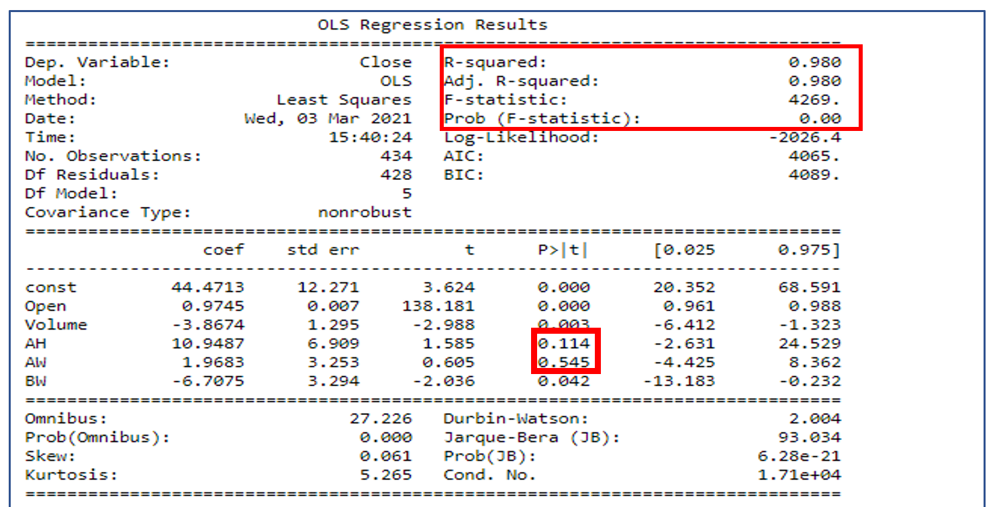 OLS Regression Results
==============================================================================
Dep. Variable: Close R-squared: 0.980
Model: OLS Adj. R-squared: 0.980
Method: Least Squares F-statistic: 4269.
Date: Wed, 03 Mar 2021 Prob (F-statistic): 0.00
Time: 15:40:24 Log-Likelihood: -2026.4
No. Observations: 434 AIC: 4065.
Df Residuals: 428 BIC: 4089.
Df Model: 5
Covariance Type: nonrobust
==============================================================================
coef std err t P>|t| [0.025 0.975]
------------------------------------------------------------------------------
const 44.4713 12.271 3.624 0.000 20.352 68.591
Open 0.9745 0.007 138.181 0.000 0.961 0.988
Volume -3.8674 1.295 -2.988 0.003 -6.412 -1.323
AH 10.9487 6.909 1.585 0.114 -2.631 24.529
AW 1.9683 3.253 0.605 0.545 -4.425 8.362
BW -6.7075 3.294 -2.036 0.042 -13.183 -0.232
==============================================================================
Omnibus: 27.226 Durbin-Watson: 2.004
Prob(Omnibus): 0.000 Jarque-Bera (JB): 93.034
Skew: 0.061 Prob(JB): 6.28e-21
Kurtosis: 5.265 Cond. No. 1.71e+04
==============================================================================